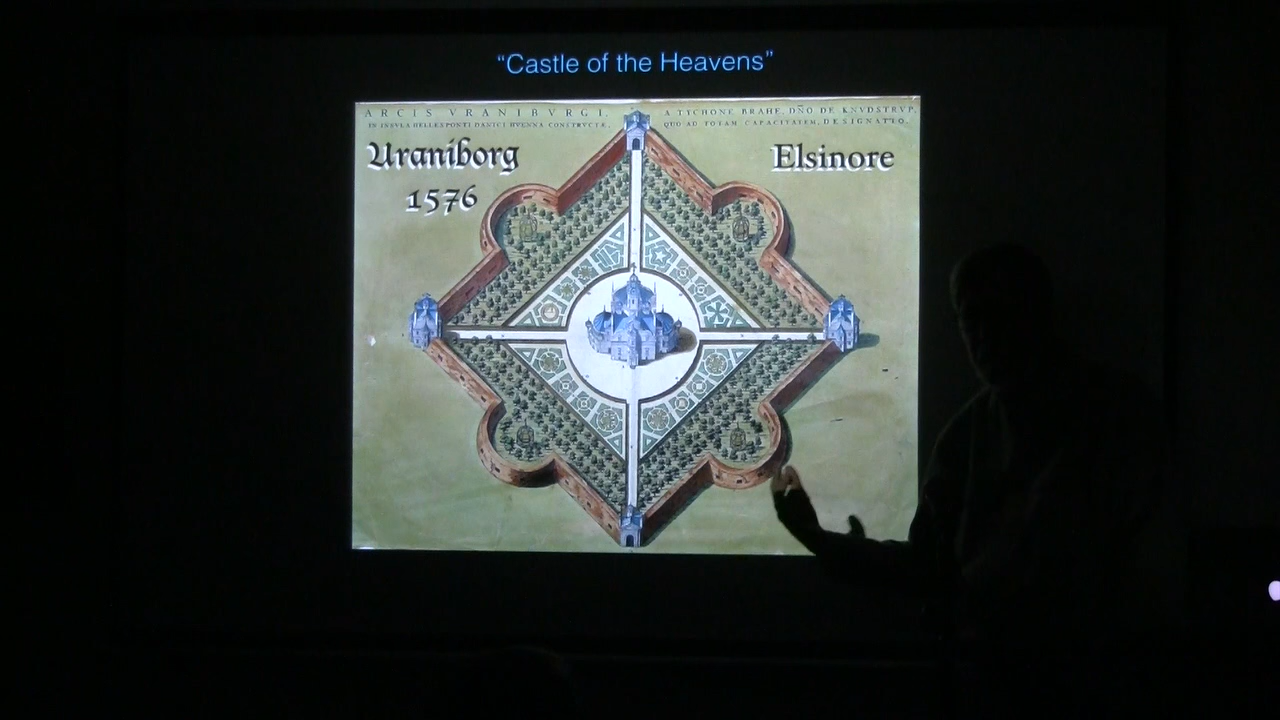 “Castle of the Heavens”
ARCIS VRANIBVRGI,
A TYCHONE BRAHE, DÑO DE KNVDSTRVP,
IN INSVLA HELLESPONTI DANICI HVENNA CONSTRVCTÆ,
QUO AD TOTAM CAPACITATEM, DESIGNATIO.
Uraniborg
Elsinore
1576